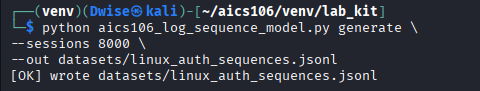 ┌──(venv)(Dwise㉿kali)-[~/aics106/venv/lab_kit]
└─$ python aics106_log_sequence_model.py generate \
--sessions 8000 \
--out datasets/linux_auth_sequences.jsonl
[OK] wrote datasets/linux_auth_sequences.jsonl